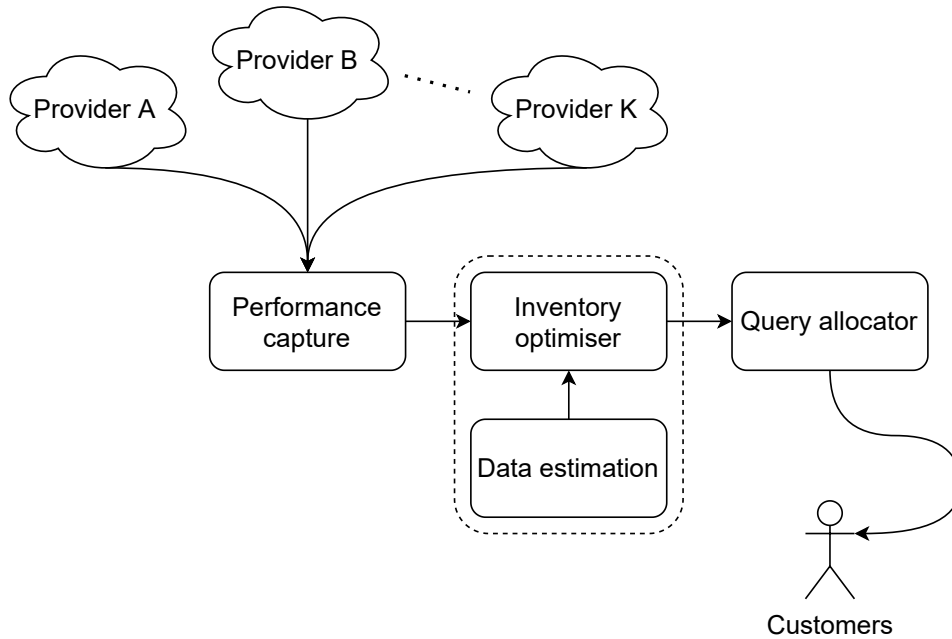 Provider A
Provider B
Provider K
Performance
capture
Inventory
optimiser
Query allocator
Data estimation
Customers